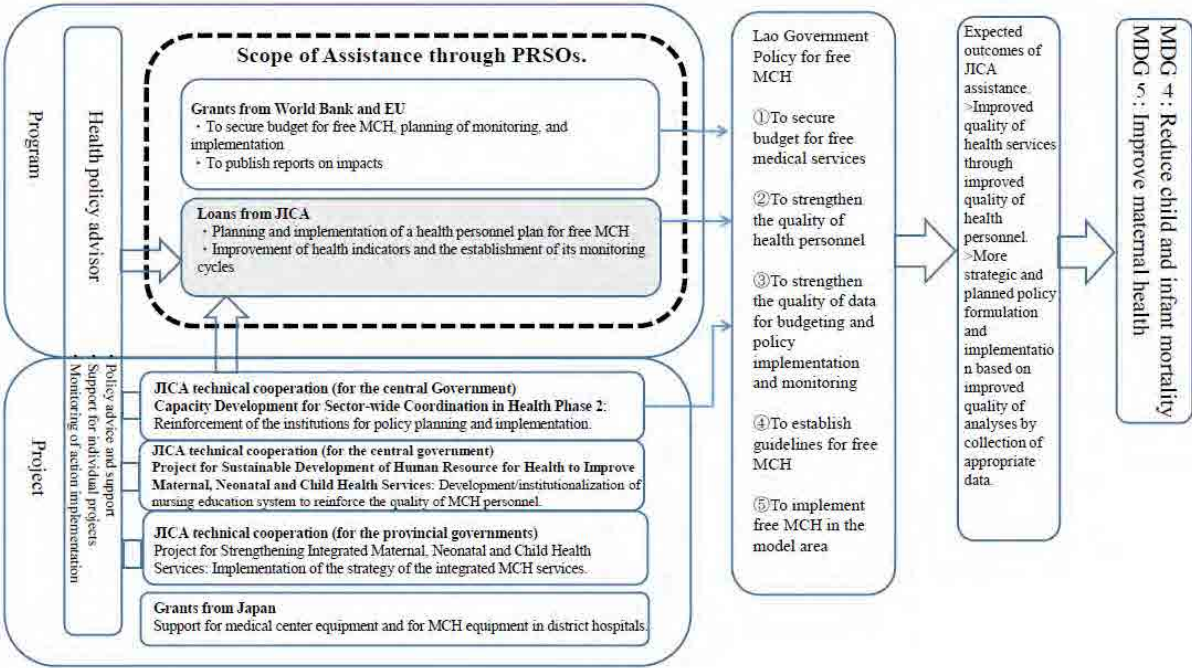 Program
Project
Health policy advisor
・Policy advice and support
・Support for individual projects
・Monitoring of action implementation
Scope of Assistance through PRSOs.
Grants from World Bank and EU
・To secure budget for free MCH, planning of monitoring, and
implementation
・To publish reports on impacts
Loans from JICA
・Planning and implementation of a health personnel plan for free MCH
・Improvement of health indicators and the establishment of its monitoring
cycles
JICA technical cooperation (for the central Government)
Capacity Development for Sector-wide Coordination in Health Phase 2:
Reinforcement of the institutions for policy planning and implementation.
JICA technical cooperation (for the central government)
Project for Sustainable Development of Human Resource for Health to Improve
Maternal, Neonatal and Child Health Services: Development/institutionalization of
nursing education system to reinforce the quality of MCH personnel.
JICA technical cooperation (for the provincial governments)
Project for Strengthening Integrated Maternal, Neonatal and Child Health
Services: Implementation of the strategy of the integrated MCH services.
Grants from Japan
Support for medical center equipment and for MCH equipment in district hospitals.
Lao Government
Policy for free
MCH
①To secure
budget for free
medical services
②To strengthen
the quality of
health personnel
③To strengthen
the quality of data
for budgeting and
policy
implementation
and monitoring
④To establish
guidelines for free
MCH
⑤To implement
free MCH in the
model area
Expected
outcomes of
JICA
assistance.
>Improved
quality of
health services
through
improved
quality of
health
personnel.
>More
strategic and
planned policy
formulation
and
implementatio
n based on
improved
quality of
analyses by
collection of
appropriate
data.
MDG 4: Reduce child and infant mortality
MDG 5: Improve maternal health